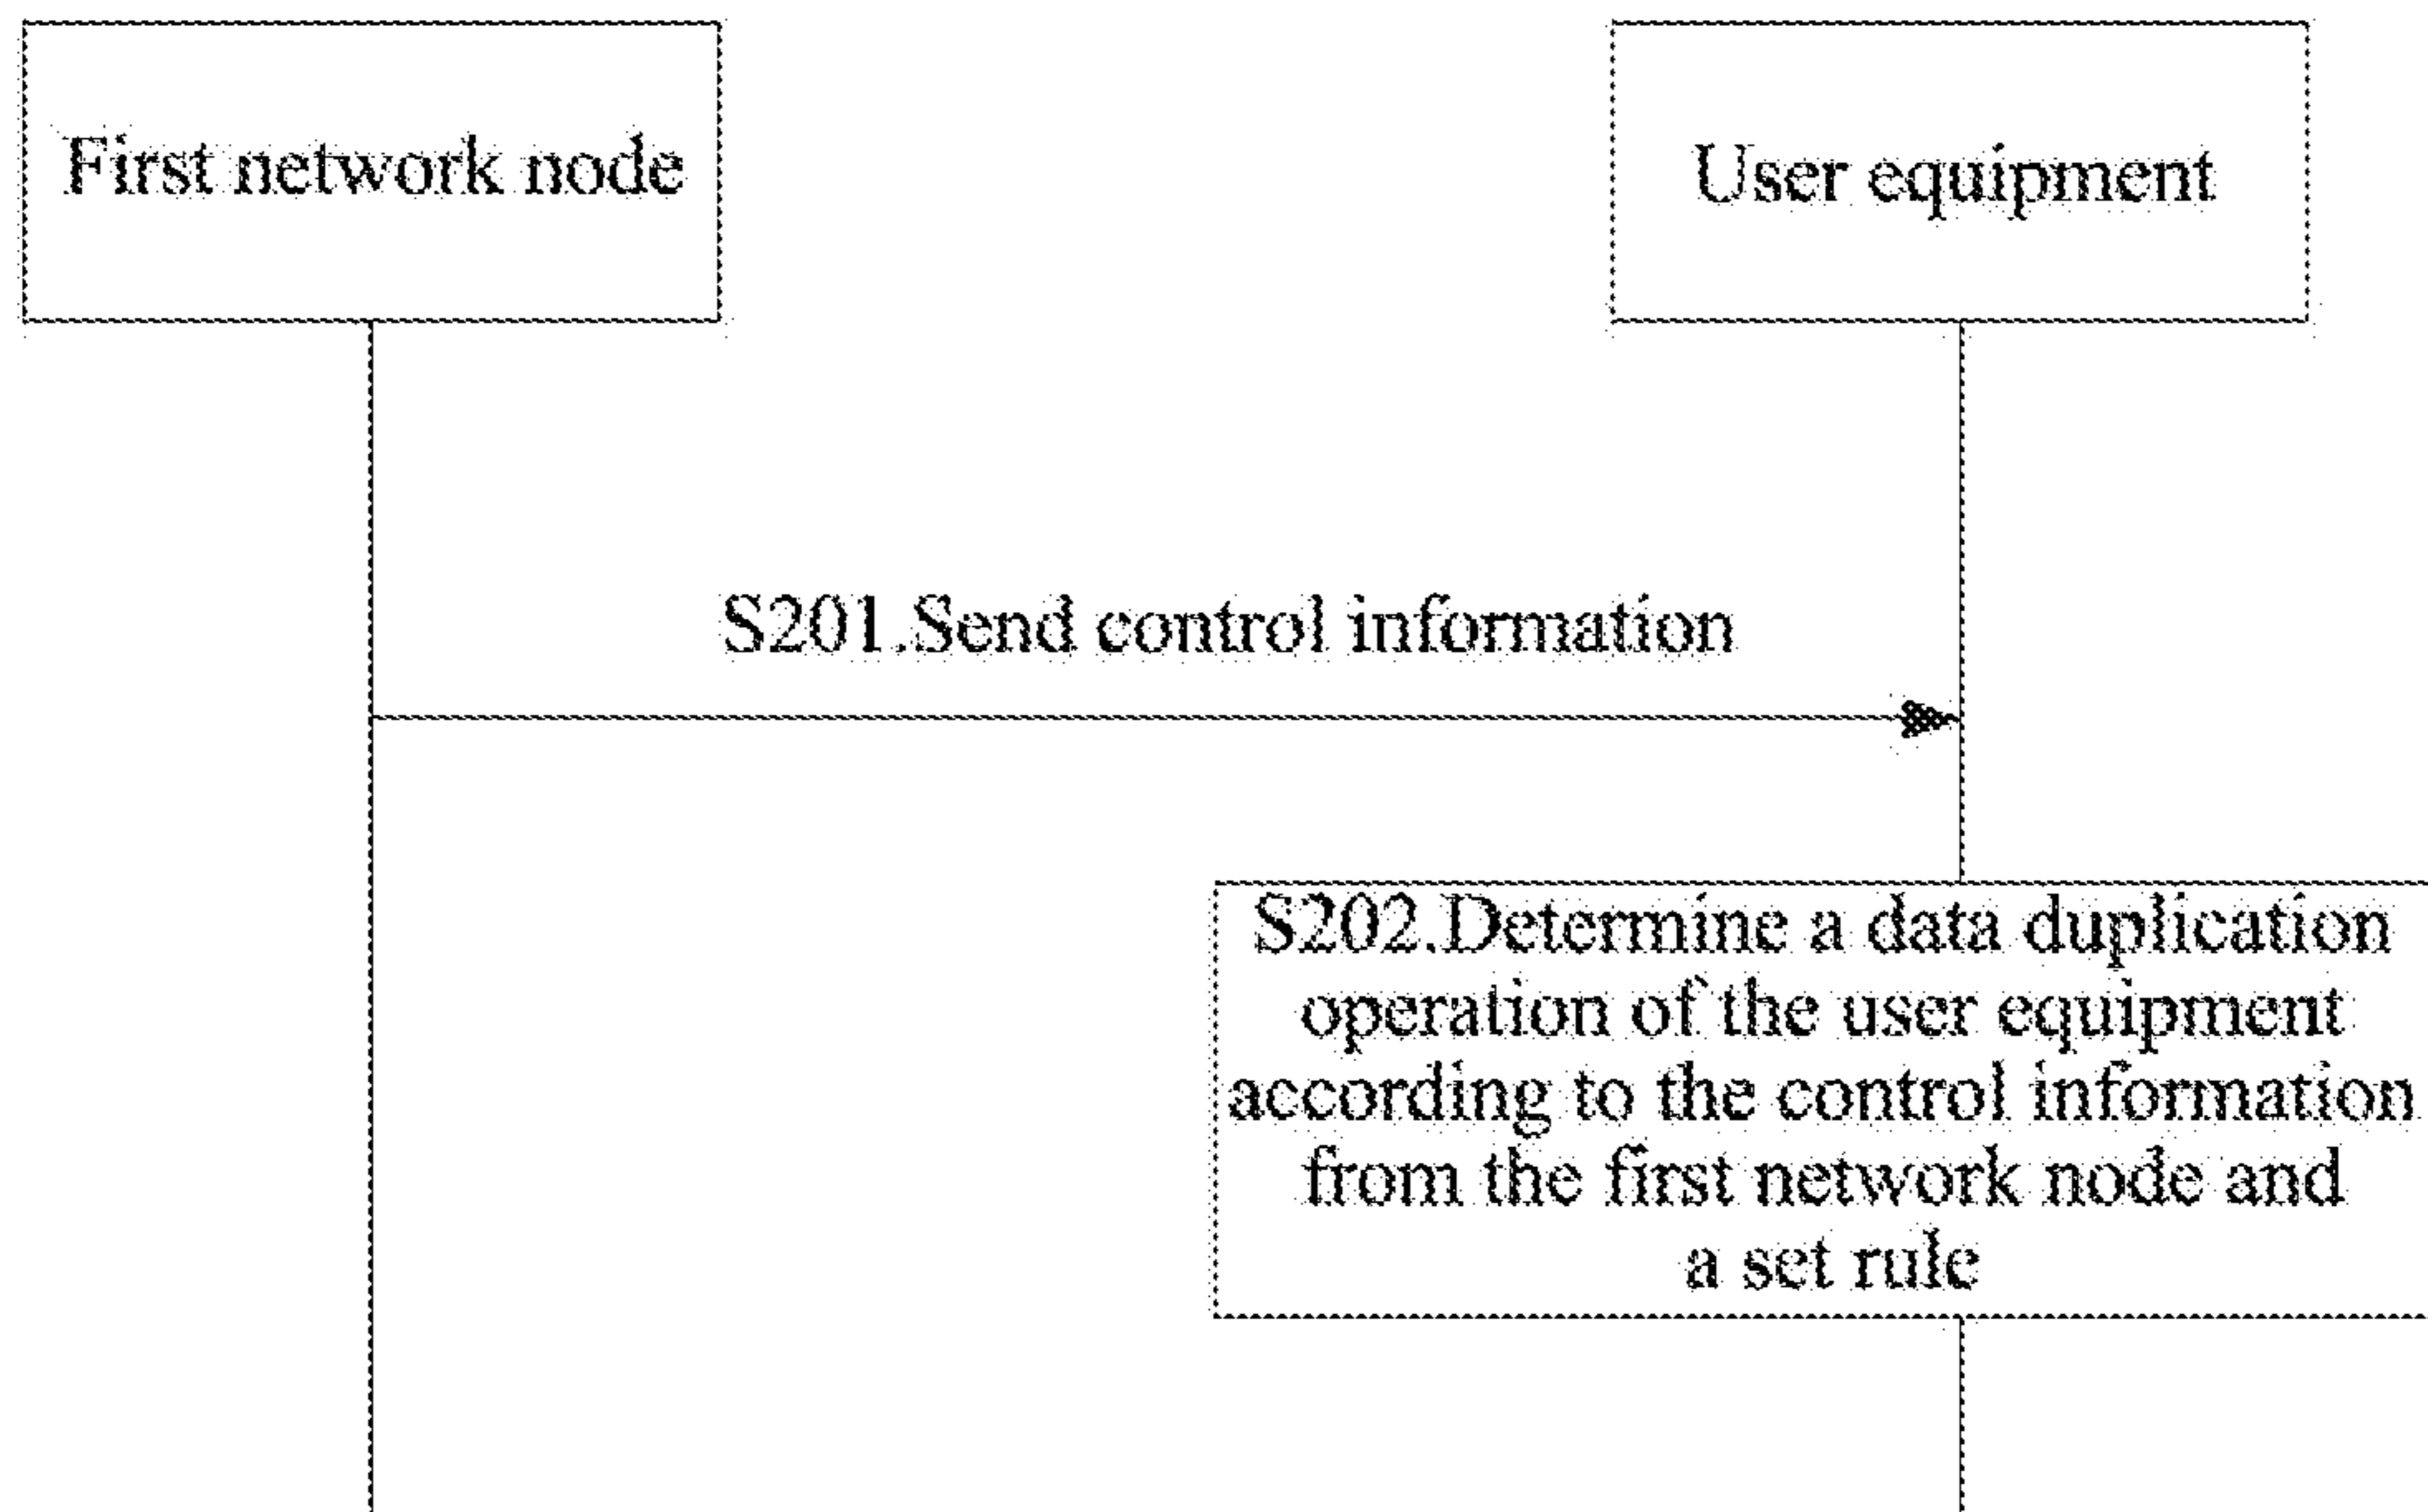 First network node
User equipment
S201.Send control information
S202.Determine a data duplication
operation of the user equipment
according to the control information
from the first network node and
a set rule